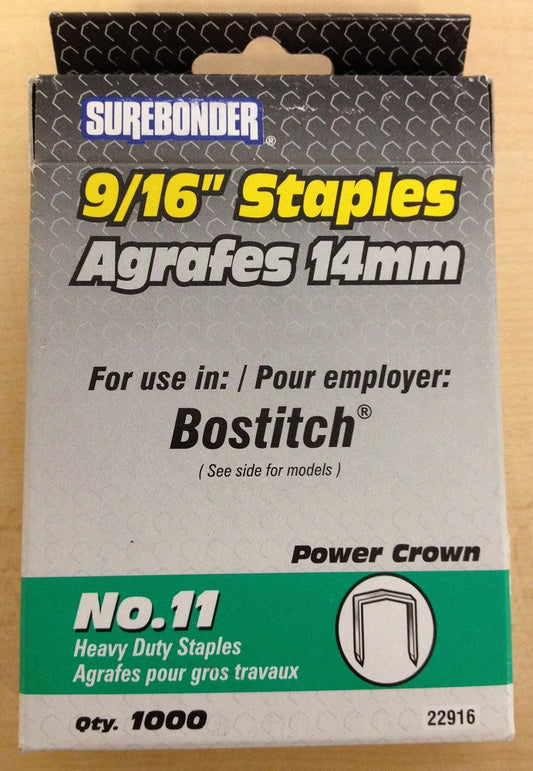 SUREBONDER®
9/16" Staples
Agrafes 14mm
For use in: / Pour employer:
Bostitch®
( See side for models )
Power Crown
No.11
Heavy Duty Staples
Agrafes pour gros travaux
Qty. 1000
22916